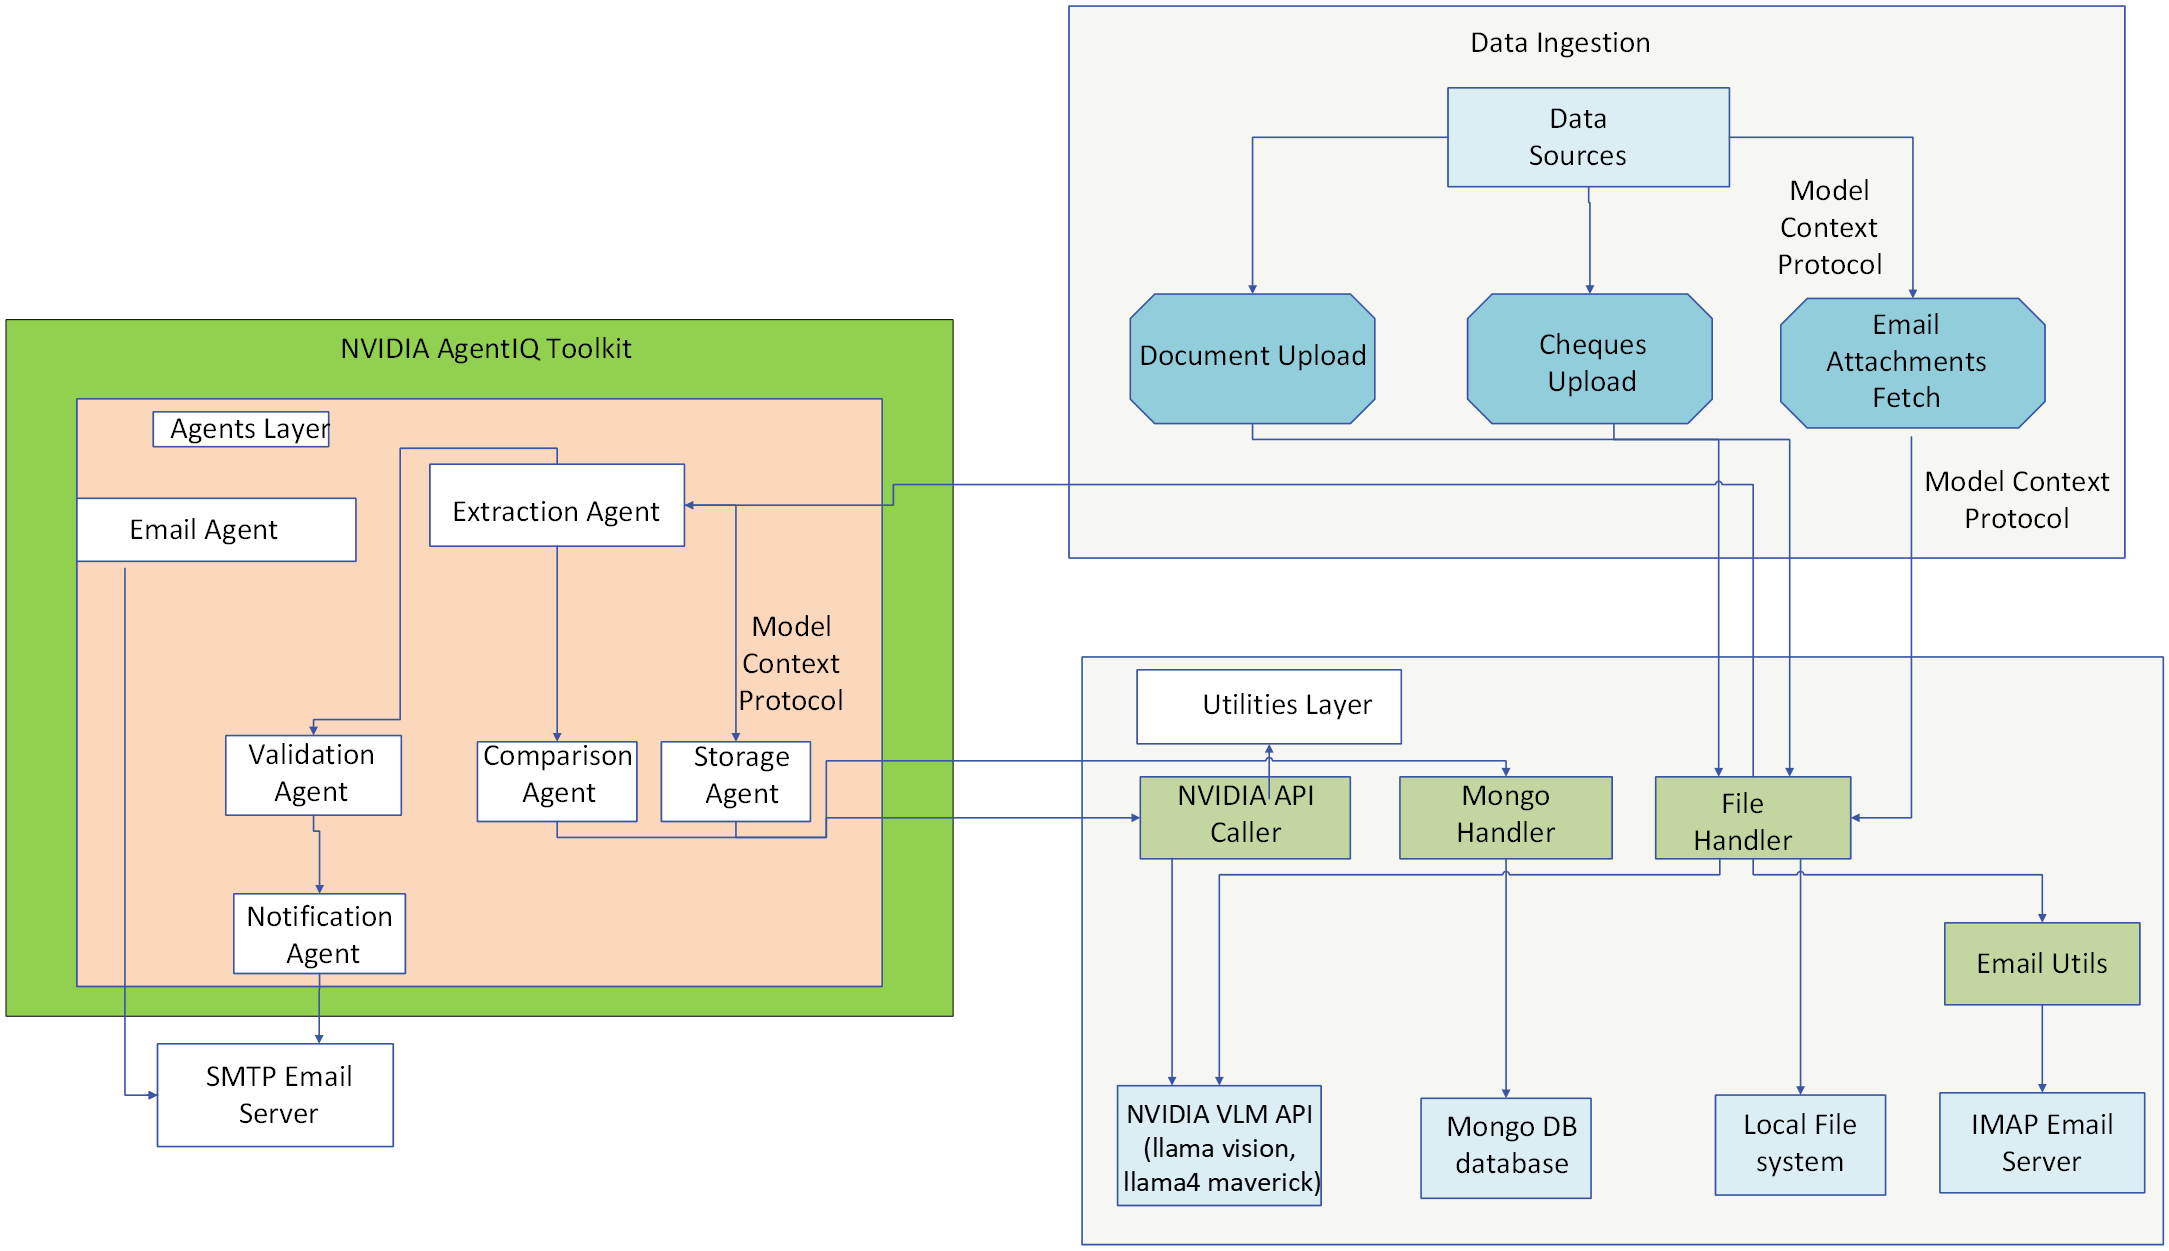 Data Ingestion
Data
Sources
Model
Context
Protocol
Document Upload
Cheques
Upload
Email
Attachments
Fetch
Model Context
Protocol
NVIDIA AgentIQ Toolkit
Agents Layer
Extraction Agent
Email Agent
Model
Context
Protocol
Validation
Agent
Comparison
Agent
Storage
Agent
Notification
Agent
SMTP Email
Server
Utilities Layer
NVIDIA API
Caller
Mongo
Handler
File
Handler
Email Utils
NVIDIA VLM API
(llama vision,
llama4 maverick)
Mongo DB
database
Local File
system
IMAP Email
Server